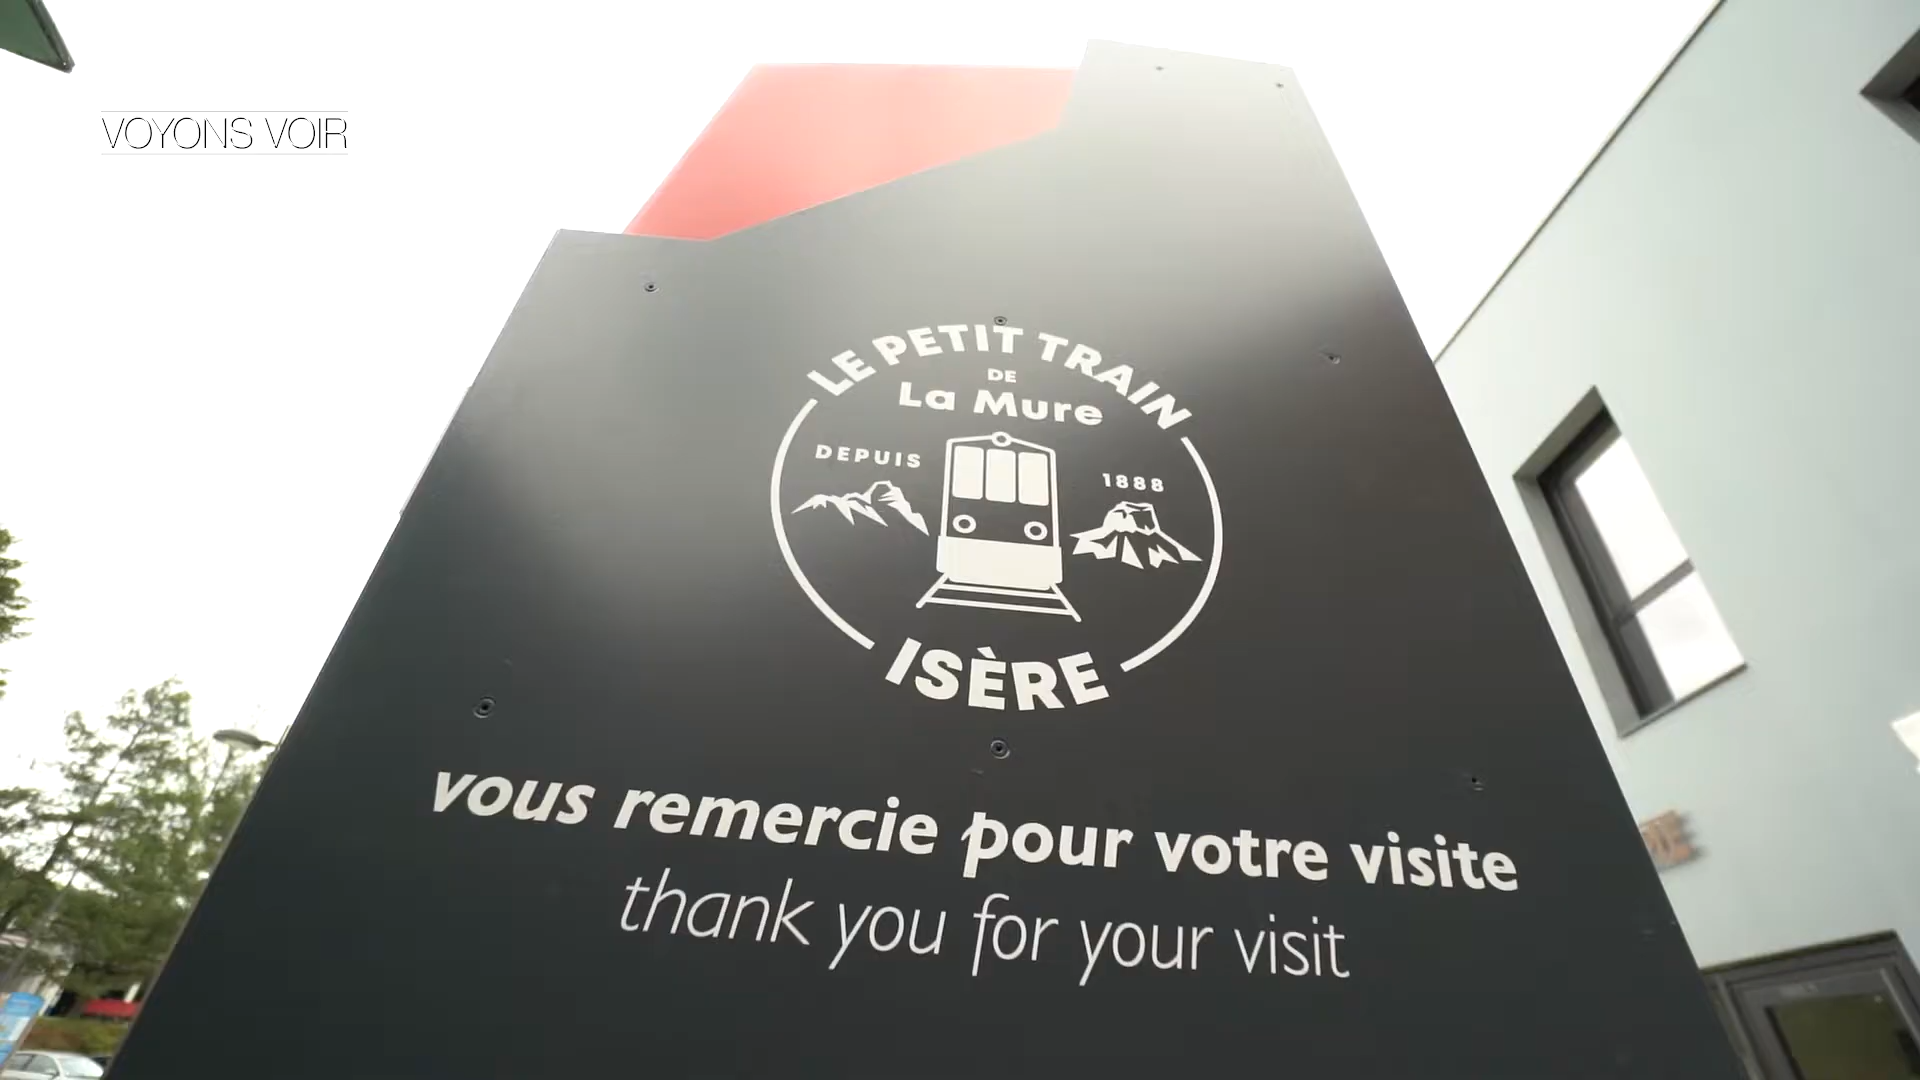 VOYONS VOIR
LE PETIT TRAIN
DE
La Mure
DEPUIS
1888
ISÈRE
vous remercie pour votre visite
thank you for your visit